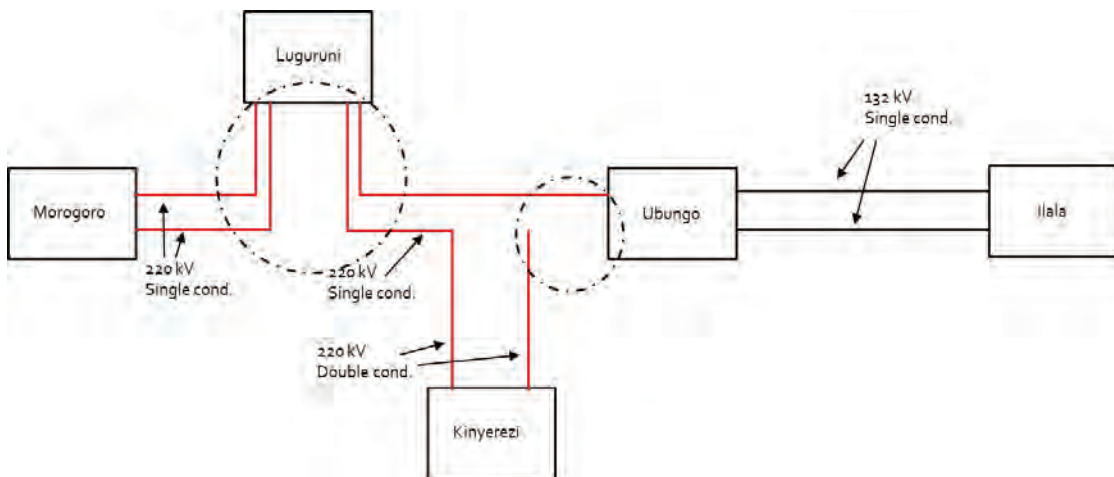 Luguruni
132 kV
Single cond.
Morogoro
Ubungo
Ilala
220 kV
Single cond.
220 kV
Single cond.
220 kV
Double cond.
Kinyerezi